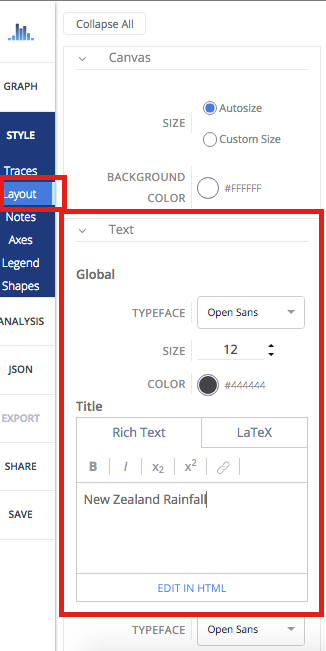 Collapse All
GRAPH
STYLE
Traces
Layout
Notes
Axes
Legend
Shapes
ANALYSIS
JSON
EXPORT
SHARE
SAVE
Canvas
SIZE
Autosize
Custom Size
BACKGROUND
COLOR
#FFFFFF
Text
Global
TYPEFACE
Open Sans
SIZE
12
COLOR
#444444
Title
Rich Text
LaTeX
B I x₂ x²
New Zealand Rainfall
EDIT IN HTML
TYPEFACE
Open Sans